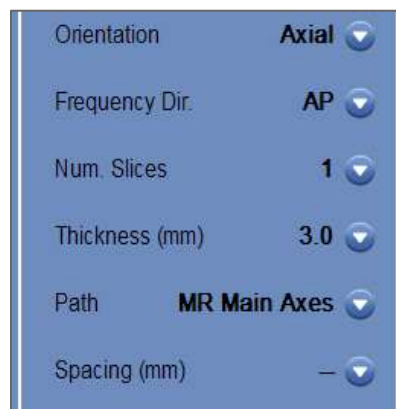 Orientation Axial
Frequency Dir. AP
Num. Slices 1
Thickness (mm) 3.0
Path MR Main Axes
Spacing (mm) –